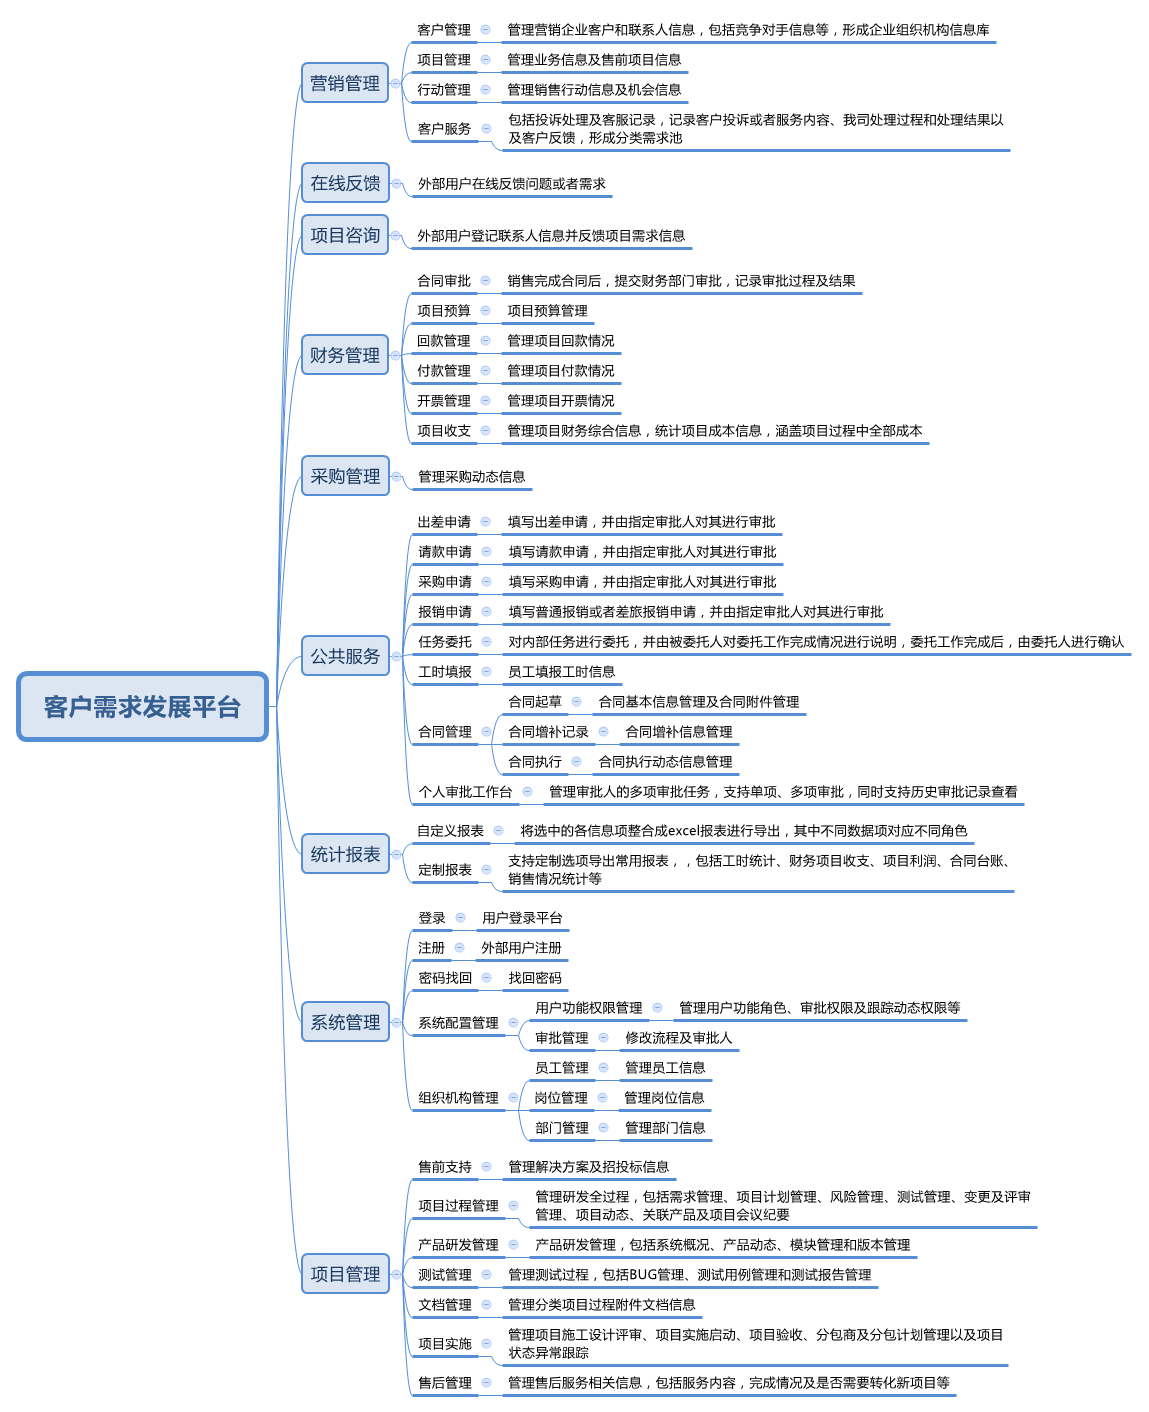 客户需求发展平台
营销管理
客户管理
管理营销企业客户和联系人信息，包括竞争对手信息等，形成企业组织机构信息库
项目管理
管理业务信息及售前项目信息
行动管理
管理销售行动信息及机会信息
客户服务
包括投诉处理及客服记录，记录客户投诉或者服务内容、我司处理过程和处理结果以
及客户反馈，形成分类需求池
在线反馈
外部用户在线反馈问题或者需求
项目咨询
外部用户登记联系人信息并反馈项目需求信息
财务管理
合同审批
销售完成合同后，提交财务部门审批，记录审批过程及结果
项目预算
项目预算管理
回款管理
管理项目回款情况
付款管理
管理项目付款情况
开票管理
管理项目开票情况
项目收支
管理项目财务综合信息，统计项目成本信息，涵盖项目过程中全部成本
采购管理
管理采购动态信息
公共服务
出差申请
填写出差申请，并由指定审批人对其进行审批
请款申请
填写请款申请，并由指定审批人对其进行审批
采购申请
填写采购申请，并由指定审批人对其进行审批
报销申请
填写普通报销或者差旅报销申请，并由指定审批人对其进行审批
任务委托
对内部任务进行委托，并由被委托人对委托工作完成情况进行说明，委托工作完成后，由委托人进行确认
工时填报
员工填报工时信息
合同管理
合同起草
合同基本信息管理及合同附件管理
合同增补记录
合同增补信息管理
合同执行
合同执行动态信息管理
个人审批工作台
管理审批人的多项审批任务，支持单项、多项审批，同时支持历史审批记录查看
统计报表
自定义报表
将选中的各信息项整合成excel报表进行导出，其中不同数据项对应不同角色
定制报表
支持定制选项导出常用报表，，包括工时统计、财务项目收支、项目利润、合同台账、
销售情况统计等
系统管理
登录
用户登录平台
注册
外部用户注册
密码找回
找回密码
系统配置管理
用户功能权限管理
管理用户功能角色、审批权限及跟踪动态权限等
审批管理
修改流程及审批人
组织机构管理
员工管理
管理员工信息
岗位管理
管理岗位信息
部门管理
管理部门信息
项目管理
售前支持
管理解决方案及招投标信息
项目过程管理
管理研发全过程，包括需求管理、项目计划管理、风险管理、测试管理、变更及评审
管理、项目动态、关联产品及项目会议纪要
产品研发管理
产品研发管理，包括系统概况、产品动态、模块管理和版本管理
测试管理
管理测试过程，包括BUG管理、测试用例管理和测试报告管理
文档管理
管理分类项目过程附件文档信息
项目实施
管理项目施工设计评审、项目实施启动、项目验收、分包商及分包计划管理以及项目
状态异常跟踪
售后管理
管理售后服务相关信息，包括服务内容，完成情况及是否需要转化新项目等